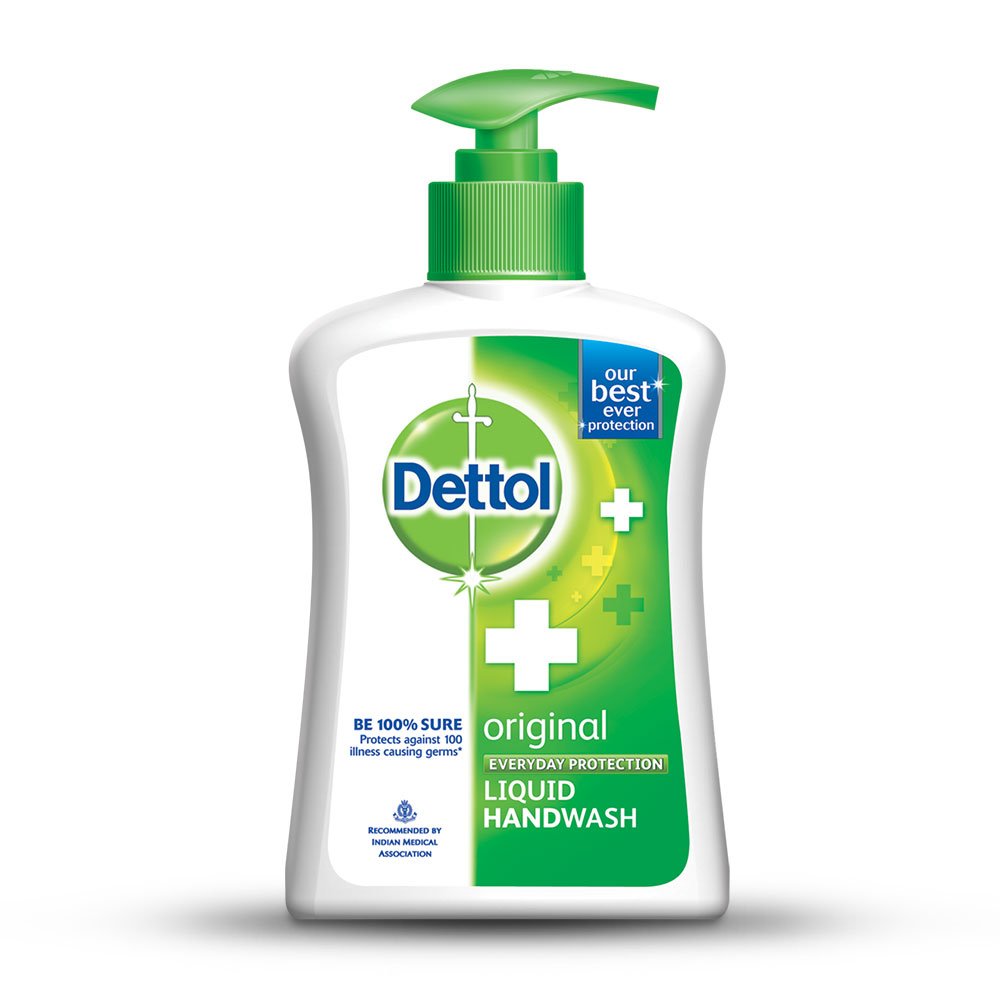 our
best
ever
protection
Dettol
BE 100% SURE
Protects against 100
illness causing germs*
original
EVERYDAY PROTECTION
LIQUID
HANDWASH
RECOMMENDED BY
INDIAN MEDICAL
ASSOCIATION